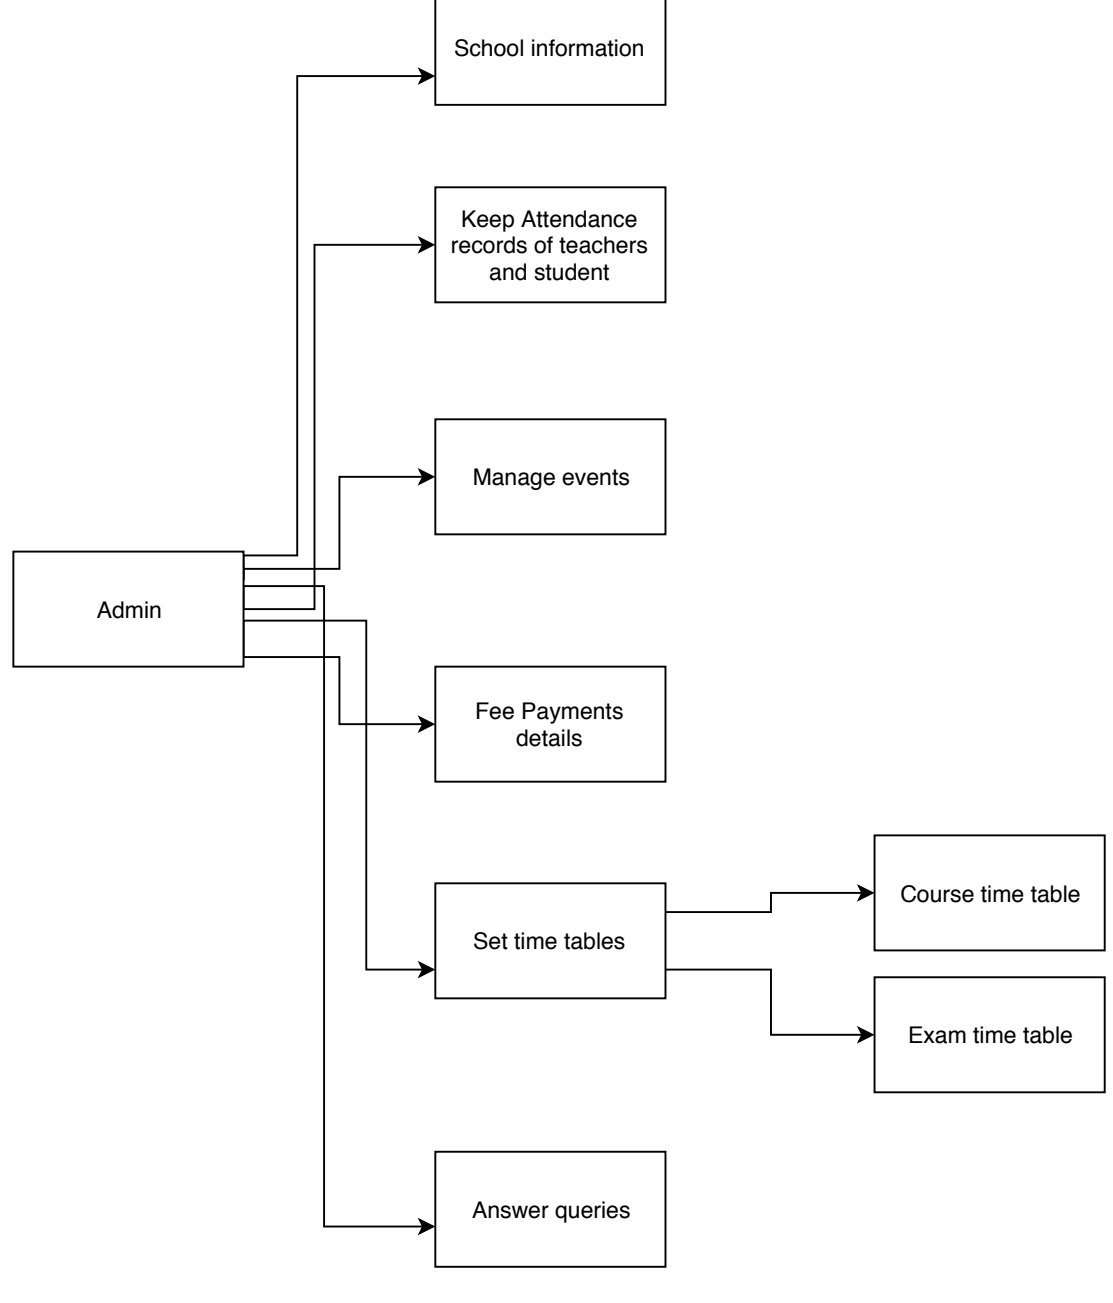 School information
Keep Attendance
records of teachers
and student
Manage events
Admin
Fee Payments
details
Course time table
Set time tables
Exam time table
Answer queries